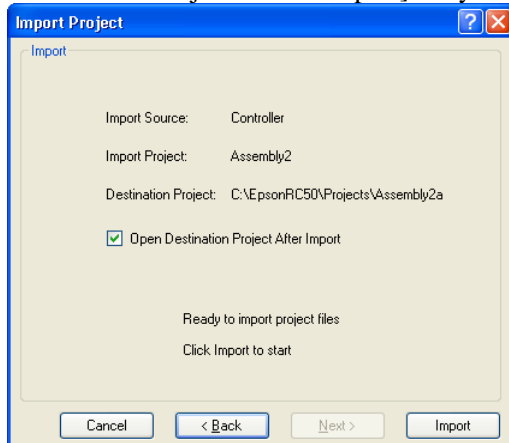 Import Project
Import
Import Source: Controller
Import Project: Assembly2
Destination Project: C:\EpsonRC50\Projects\Assembly2a
Open Destination Project After Import
Ready to import project files
Click Import to start
Cancel < Back Next > Import